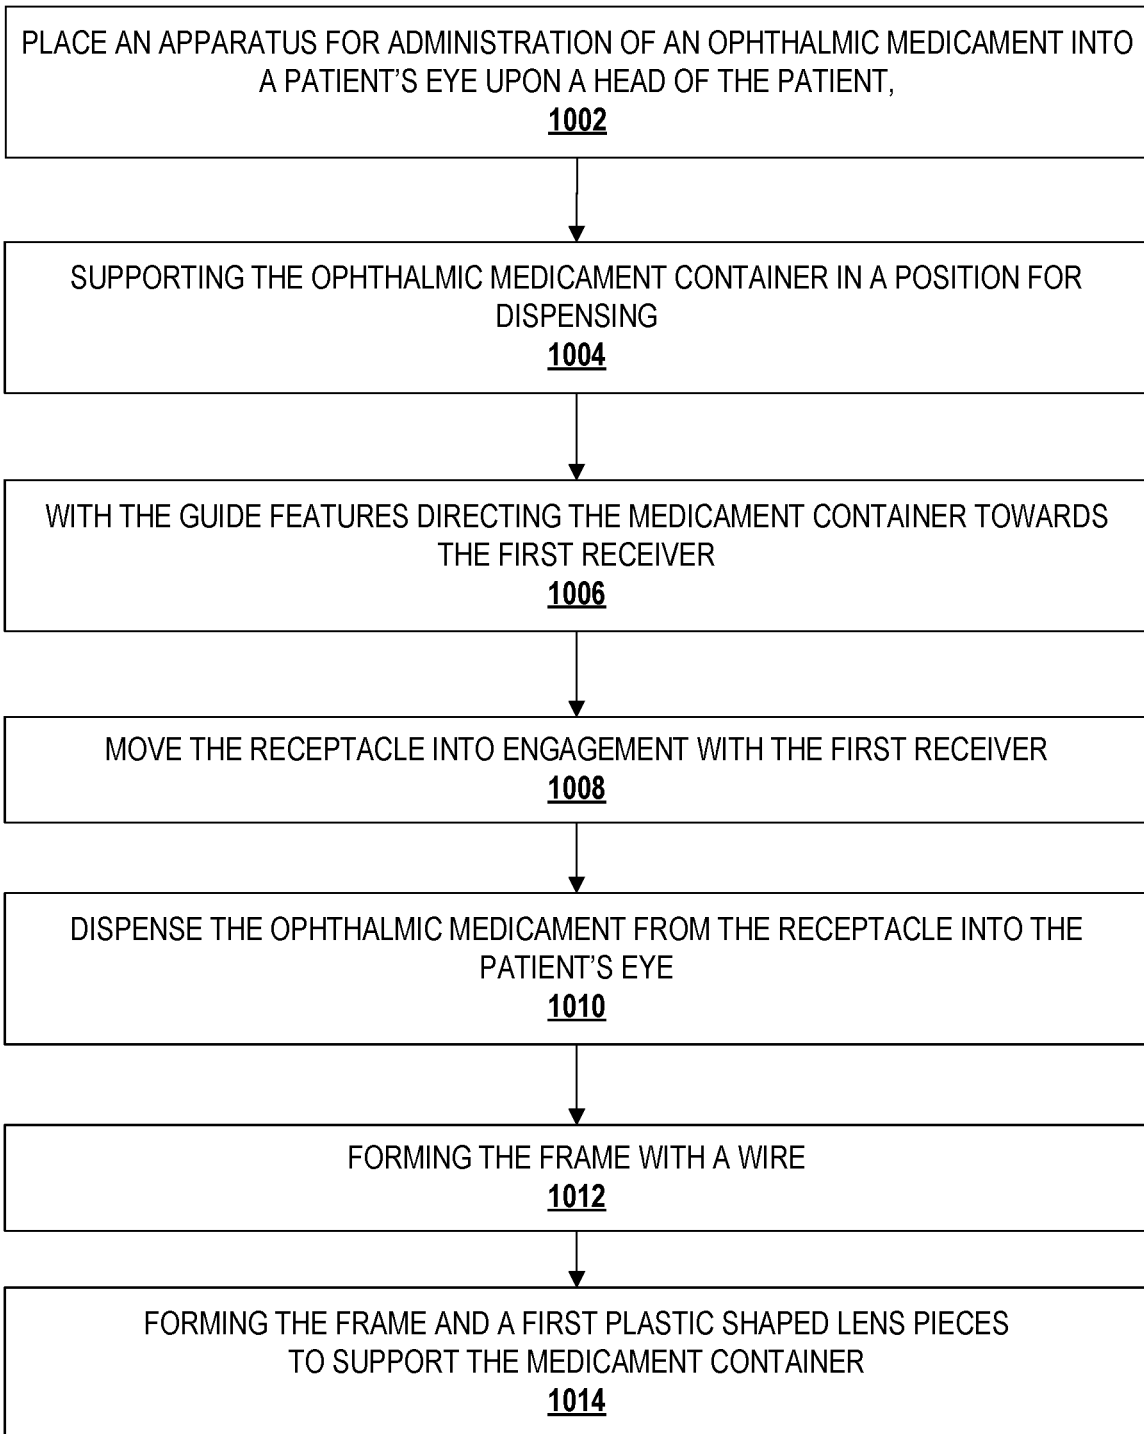 PLACE AN APPARATUS FOR ADMINISTRATION OF AN OPHTHALMIC MEDICAMENT INTO
A PATIENT'S EYE UPON A HEAD OF THE PATIENT,
1002
SUPPORTING THE OPHTHALMIC MEDICAMENT CONTAINER IN A POSITION FOR
DISPENSING
1004
WITH THE GUIDE FEATURES DIRECTING THE MEDICAMENT CONTAINER TOWARDS
THE FIRST RECEIVER
1006
MOVE THE RECEPTACLE INTO ENGAGEMENT WITH THE FIRST RECEIVER
1008
DISPENSE THE OPHTHALMIC MEDICAMENT FROM THE RECEPTACLE INTO THE
PATIENT'S EYE
1010
FORMING THE FRAME WITH A WIRE
1012
FORMING THE FRAME AND A FIRST PLASTIC SHAPED LENS PIECES
TO SUPPORT THE MEDICAMENT CONTAINER
1014